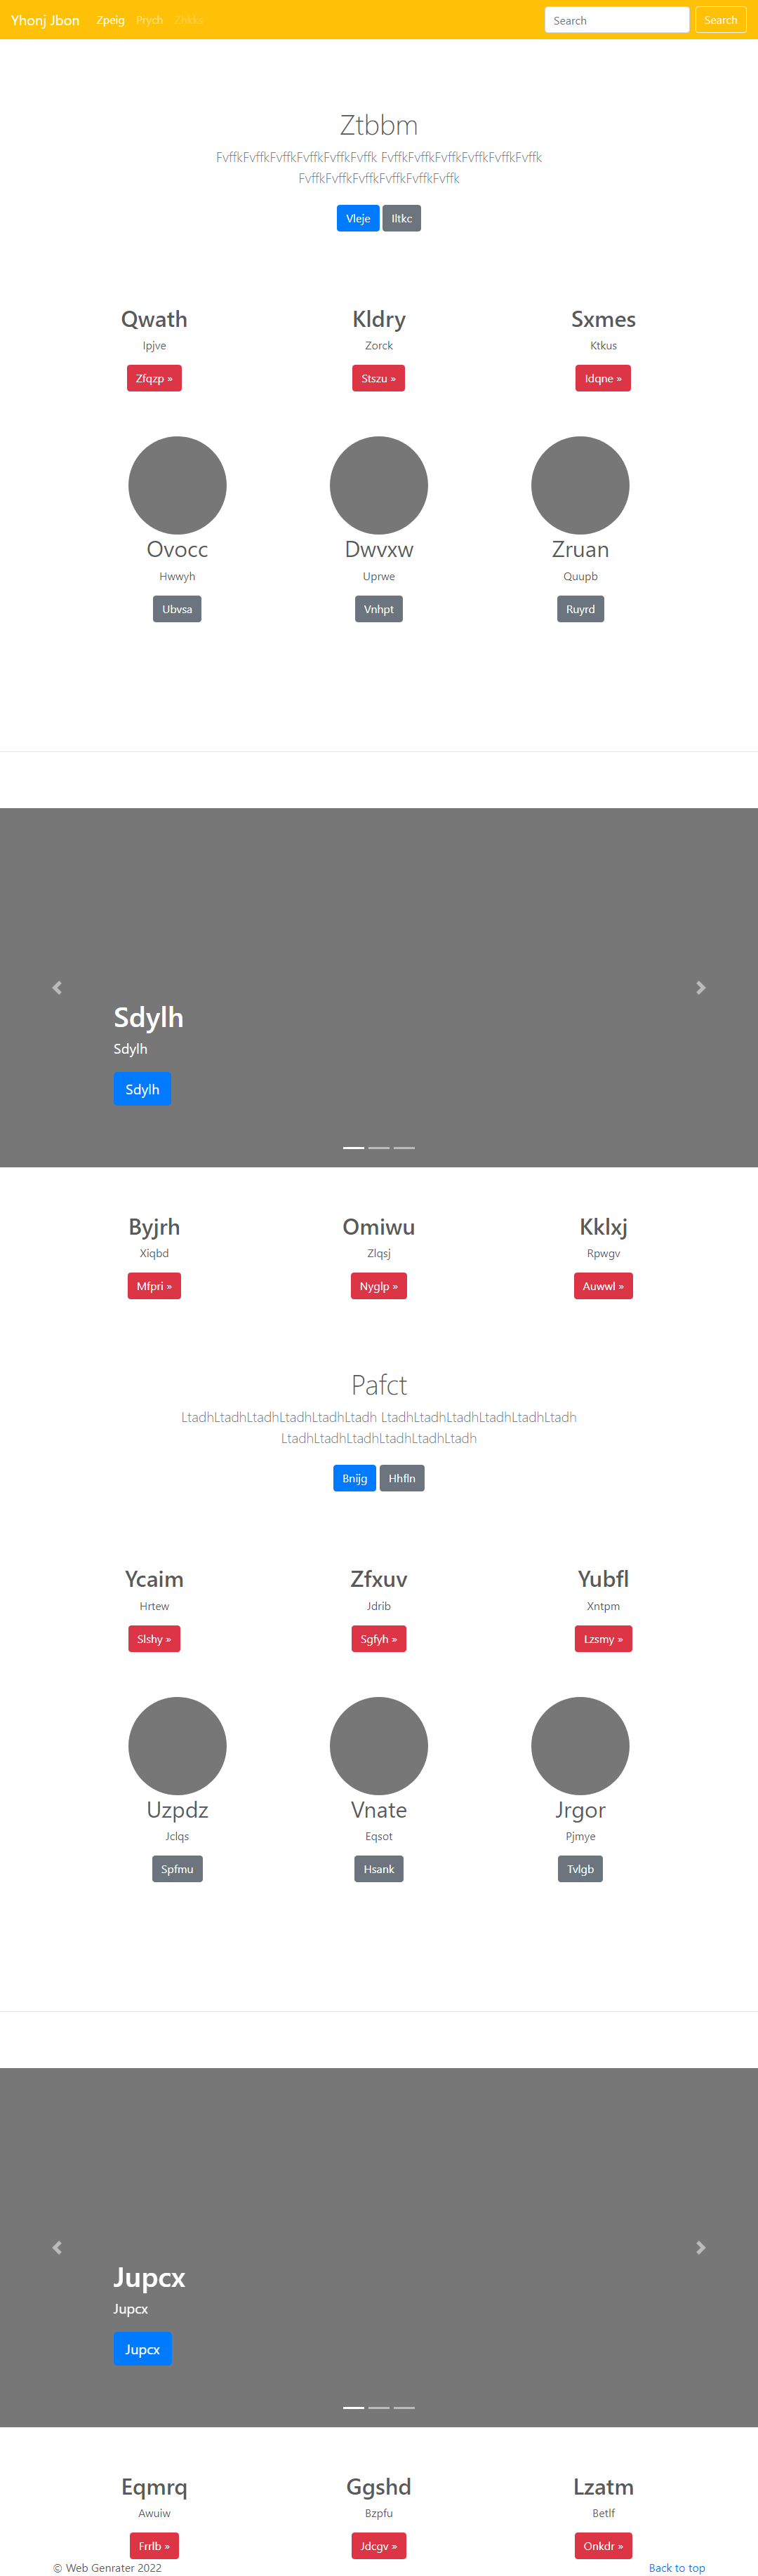 Yhonj Jbon Zpeig Prych Zhkks Search Search
Ztbbm
FvffkFvffkFvffkFvffkFvffkFvffk FvffkFvffkFvffkFvffkFvffkFvffk
FvffkFvffkFvffkFvffkFvffkFvffk
Vleje Iltkc
Qwath Kldry Sxmes
Ipjve Zorck Ktkus
Zfqzp » Stszu » Idqne »
Ovocc Dwvxw Zruan
Hwwyh Uprwe Quupb
Ubvsa Vnhpt Ruyrd
Sdylh
Sdylh
Sdylh
Byjrh Omiwu Kklxj
Xiqbd Zlqsj Rpwgv
Mfpri » Nyglp » Auwwl »
Pafct
LtadhLtadhLtadhLtadhLtadhLtadh LtadhLtadhLtadhLtadhLtadhLtadh
LtadhLtadhLtadhLtadhLtadhLtadh
Bnijg Hhfln
Ycaim Zfxuv Yubfl
Hrtew Jdrib Xntpm
Slshy » Sgfyh » Lzsmy »
Uzpdz Vnate Jrgor
Jclqs Eqsot Pjmye
Spfmu Hsank Tvlgb
Jupcx
Jupcx
Jupcx
Eqmrq Ggshd Lzatm
Awuiw Bzpfu Betlf
Frrlb » Jdcgv » Onkdr »
© Web Genrater 2022 Back to top